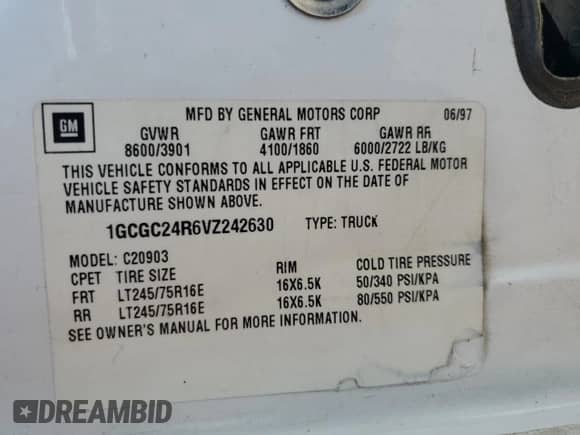 GM
MFD BY GENERAL MOTORS CORP 06/97
GVWR GAWR FRT GAWR RR
8600/3901 4100/1860 6000/2722 LB/KG
THIS VEHICLE CONFORMS TO ALL APPLICABLE U.S. FEDERAL MOTOR
VEHICLE SAFETY STANDARDS IN EFFECT ON THE DATE OF
MANUFACTURE SHOWN ABOVE.
1GCGC24R6VZ242630 TYPE: TRUCK
MODEL: C20903
CPET TIRE SIZE RIM COLD TIRE PRESSURE
FRT LT245/75R16E 16X6.5K 50/340 PSI/KPA
RR LT245/75R16E 16X6.5K 80/550 PSI/KPA
SEE OWNER'S MANUAL FOR MORE INFORMATION.
DREAMBID